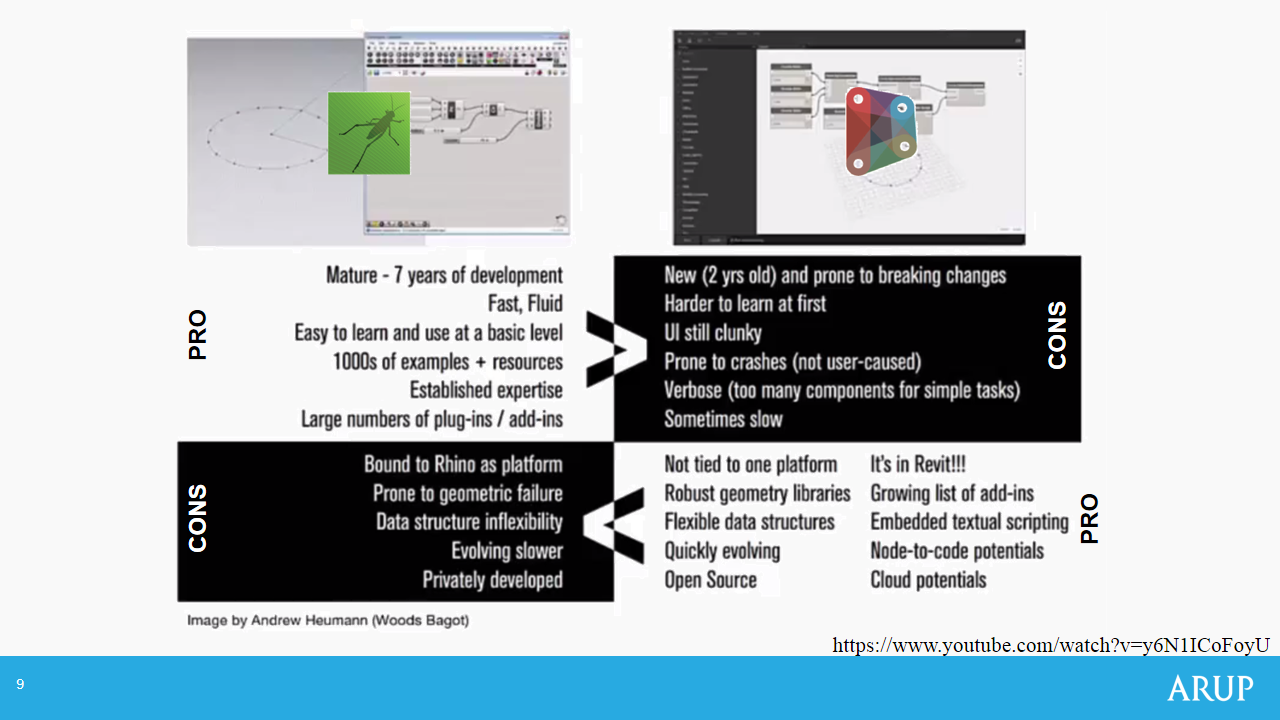 PRO
Mature - 7 years of development
Fast, Fluid
Easy to learn and use at a basic level
1000s of examples + resources
Established expertise
Large numbers of plug-ins / add-ins
New (2 yrs old) and prone to breaking changes
Harder to learn at first
UI still clunky
Prone to crashes (not user-caused)
Verbose (too many components for simple tasks)
Sometimes slow
CONS
CONS
Bound to Rhino as platform
Prone to geometric failure
Data structure inflexibility
Evolving slower
Privately developed
Not tied to one platform
Robust geometry libraries
Flexible data structures
Quickly evolving
Open Source
It's in Revit!!!
Growing list of add-ins
Embedded textual scripting
Node-to-code potentials
Cloud potentials
PRO
Image by Andrew Heumann (Woods Bagot)
https://www.youtube.com/watch?v=y6N1ICoFoyU
9
ARUP